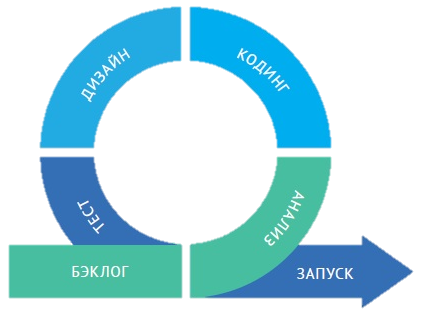 ДИЗАЙН
КОДИНГ
ТЕСТ
АНАЛИЗ
БЭКЛОГ
ЗАПУСК